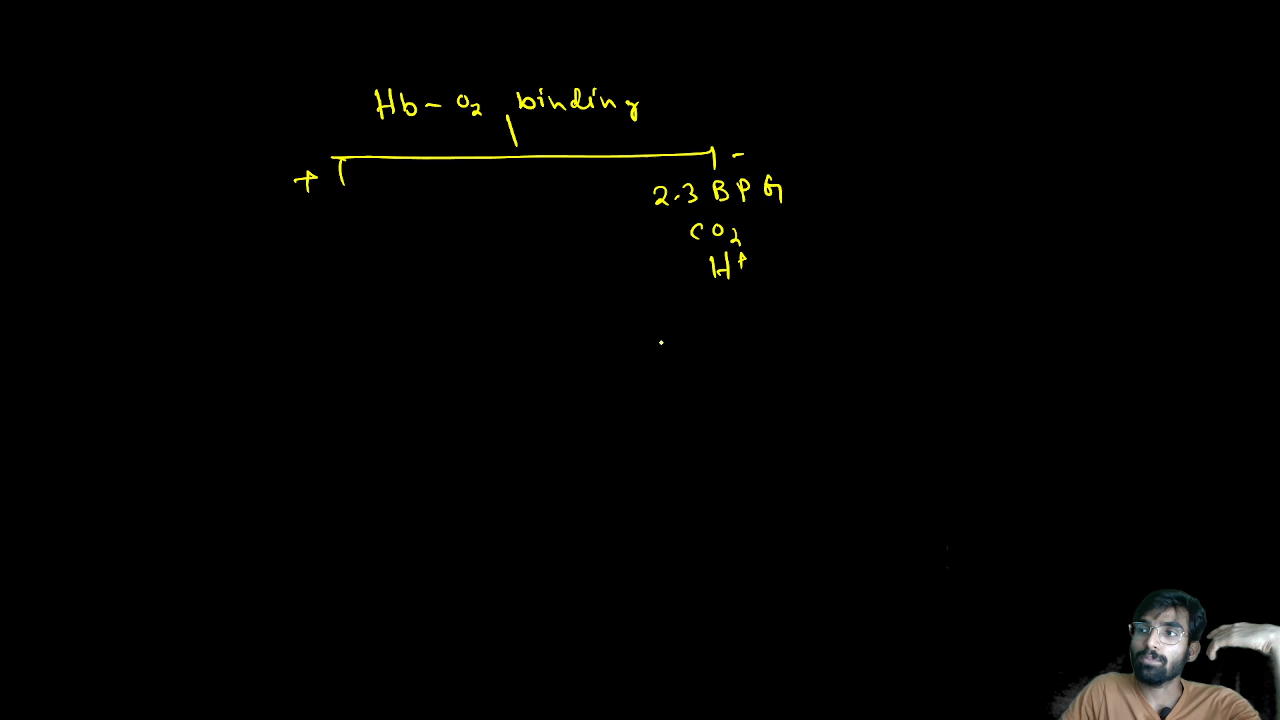 Hb - O₂ binding
+ -
2.3 BPG
CO₂
H⁺